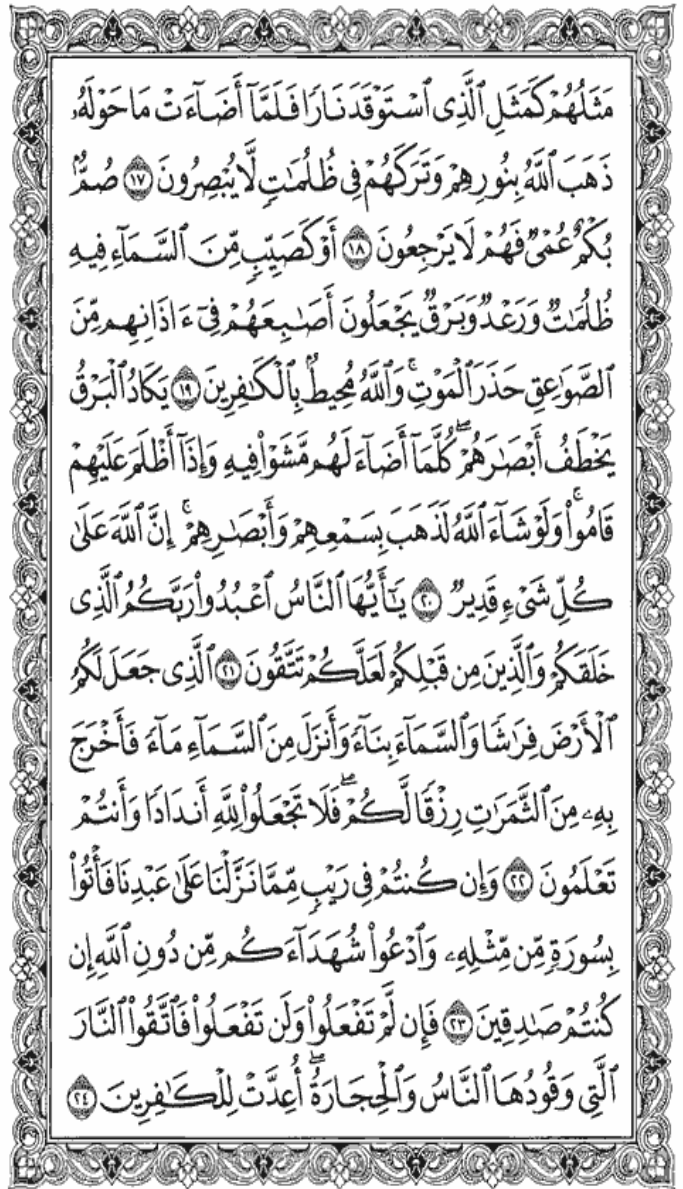 مَثَلُهُمْ كَمَثَلِ ٱلَّذِى ٱسْتَوْقَدَ نَارًا فَلَمَّآ أَضَآءَتْ مَا حَوْلَهُۥ
ذَهَبَ ٱللَّهُ بِنُورِهِمْ وَتَرَكَهُمْ فِى ظُلُمَٰتٍ لَّا يُبْصِرُونَ ١٧ صُمٌّۢ
بُكْمٌ عُمْىٌ فَهُمْ لَا يَرْجِعُونَ ١٨ أَوْ كَصَيِّبٍ مِّنَ ٱلسَّمَآءِ فِيهِ
ظُلُمَٰتٌ وَرَعْدٌ وَبَرْقٌ يَجْعَلُونَ أَصَٰبِعَهُمْ فِىٓ ءَاذَانِهِم مِّنَ
ٱلصَّوَٰعِقِ حَذَرَ ٱلْمَوْتِ ۚ وَٱللَّهُ مُحِيطٌۢ بِٱلْكَٰفِرِينَ ١٩ يَكَادُ ٱلْبَرْقُ
يَخْطَفُ أَبْصَٰرَهُمْ ۖ كُلَّمَآ أَضَآءَ لَهُم مَّشَوْا۟ فِيهِ وَإِذَآ أَظْلَمَ عَلَيْهِمْ
قَامُوا۟ ۚ وَلَوْ شَآءَ ٱللَّهُ لَذَهَبَ بِسَمْعِهِمْ وَأَبْصَٰرِهِمْ ۚ إِنَّ ٱللَّهَ عَلَىٰ
كُلِّ شَىْءٍ قَدِيرٌ ٢٠ يَٰٓأَيُّهَا ٱلنَّاسُ ٱعْبُدُوا۟ رَبَّكُمُ ٱلَّذِى
خَلَقَكُمْ وَٱلَّذِينَ مِن قَبْلِكُمْ لَعَلَّكُمْ تَتَّقُونَ ٢١ ٱلَّذِى جَعَلَ لَكُمُ
ٱلْأَرْضَ فِرَٰشًا وَٱلسَّمَآءَ بِنَآءً وَأَنزَلَ مِنَ ٱلسَّمَآءِ مَآءً فَأَخْرَجَ
بِهِۦ مِنَ ٱلثَّمَرَٰتِ رِزْقًا لَّكُمْ ۖ فَلَا تَجْعَلُوا۟ لِلَّهِ أَندَادًا وَأَنتُمْ
تَعْلَمُونَ ٢٢ وَإِن كُنتُمْ فِى رَيْبٍ مِّمَّا نَزَّلْنَا عَلَىٰ عَبْدِنَا فَأْتُوا۟
بِسُورَةٍ مِّن مِّثْلِهِۦ وَٱدْعُوا۟ شُهَدَآءَكُم مِّن دُونِ ٱللَّهِ إِن
كُنتُمْ صَٰدِقِينَ ٢٣ فَإِن لَّمْ تَفْعَلُوا۟ وَلَن تَفْعَلُوا۟ فَٱتَّقُوا۟ ٱلنَّارَ
ٱلَّتِى وَقُودُهَا ٱلنَّاسُ وَٱلْحِجَارَةُ ۖ أُعِدَّتْ لِلْكَٰفِرِينَ ٢٤